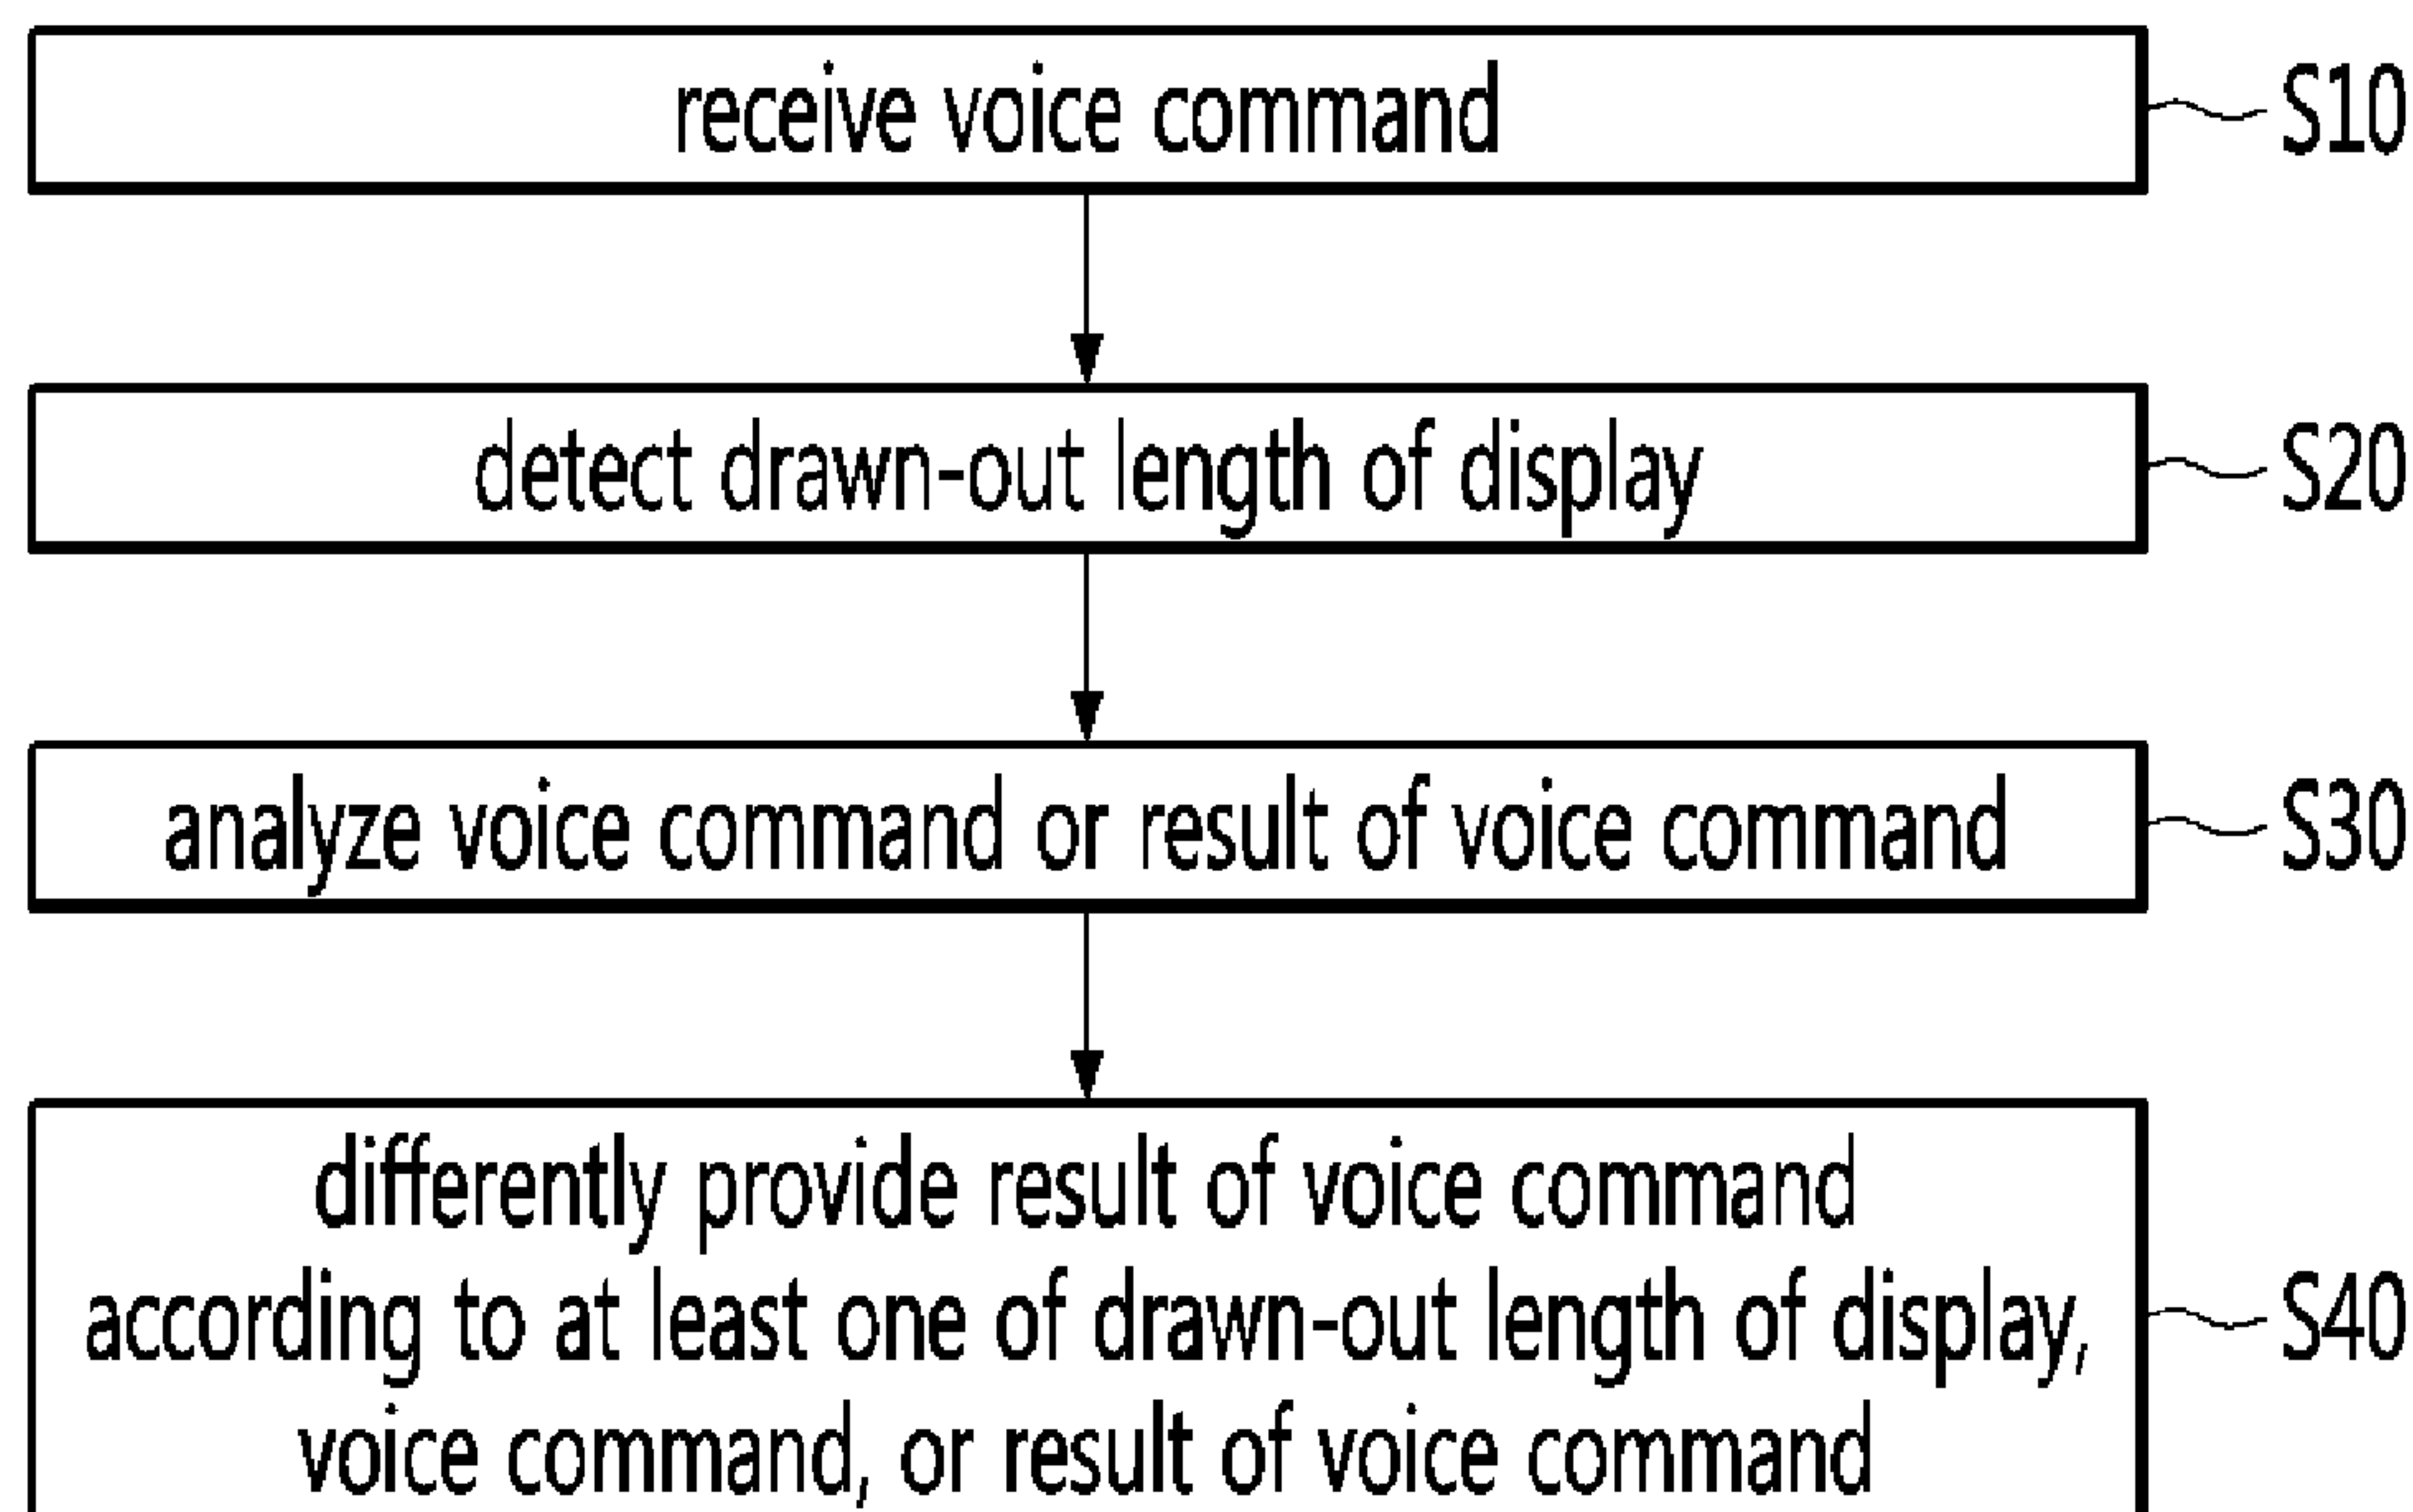 receive voice command
S10
detect drawn-out length of display
S20
analyze voice command or result of voice command
S30
differently provide result of voice command
according to at least one of drawn-out length of display,
S40
voice command, or result of voice command